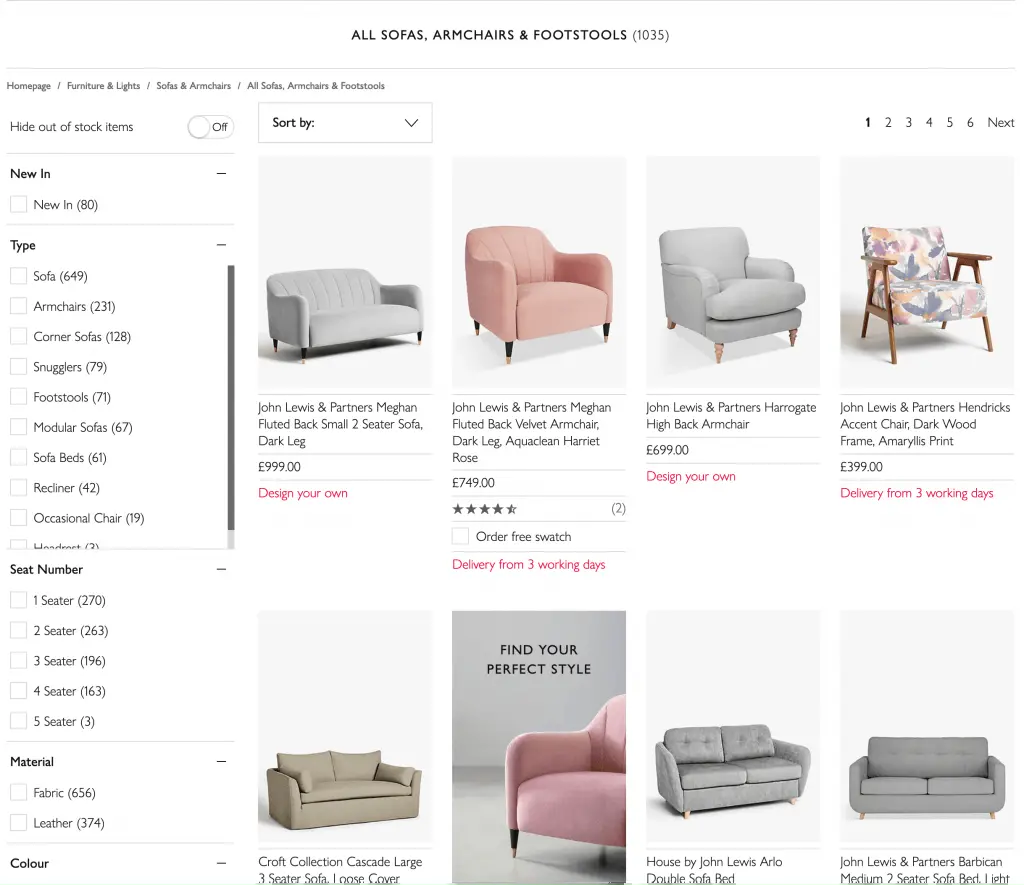 ALL SOFAS, ARMCHAIRS & FOOTSTOOLS (1035)
Homepage / Furniture & Lights / Sofas & Armchairs / All Sofas, Armchairs & Footstools
Hide out of stock items
Off
Sort by:
1 2 3 4 5 6 Next
New In
New In (80)
Type
Sofa (649)
Armchairs (231)
Corner Sofas (128)
Snugglers (79)
Footstools (71)
Modular Sofas (67)
Sofa Beds (61)
Recliner (42)
Occasional Chair (19)
Headrest (3)
Seat Number
1 Seater (270)
2 Seater (263)
3 Seater (196)
4 Seater (163)
5 Seater (3)
Material
Fabric (656)
Leather (374)
Colour
John Lewis & Partners Meghan
Fluted Back Small 2 Seater Sofa,
Dark Leg
£999.00
Design your own
John Lewis & Partners Meghan
Fluted Back Velvet Armchair,
Dark Leg, Aquaclean Harriet
Rose
£749.00
(2)
Order free swatch
Delivery from 3 working days
John Lewis & Partners Harrogate
High Back Armchair
£699.00
Design your own
John Lewis & Partners Hendricks
Accent Chair, Dark Wood
Frame, Amaryllis Print
£399.00
Delivery from 3 working days
Croft Collection Cascade Large
3 Seater Sofa, Loose Cover
FIND YOUR
PERFECT STYLE
House by John Lewis Arlo
Double Sofa Bed
John Lewis & Partners Barbican
Medium 2 Seater Sofa Bed, Light